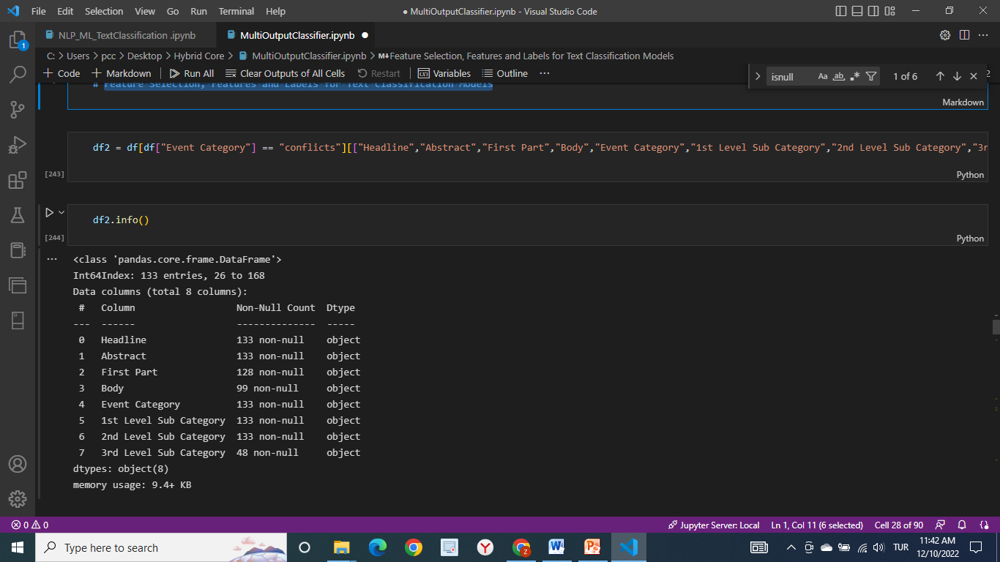 File Edit Selection View Go Run Terminal Help
● MultiOutputClassifier.ipynb - Visual Studio Code
NLP_ML_TextClassification .ipynb
MultiOutputClassifier.ipynb ●
C: > Users > pcc > Desktop > Hybrid Core > MultiOutputClassifier.ipynb > M↓Feature Selection, Features and Labels for Text Classification Models
+ Code + Markdown Run All Clear Outputs of All Cells Restart Variables Outline ···
isnull Aa ab .* 1 of 6
# Feature Selection, Features and Labels for Text Classification Models
Markdown
df2 = df[df["Event Category"] == "conflicts"][["Headline","Abstract","First Part","Body","Event Category","1st Level Sub Category","2nd Level Sub Category","3r
[243]
Python
df2.info()
[244]
Python
<class 'pandas.core.frame.DataFrame'>
Int64Index: 133 entries, 26 to 168
Data columns (total 8 columns):
# Column Non-Null Count Dtype
--- ------ -------------- -----
0 Headline 133 non-null object
1 Abstract 133 non-null object
2 First Part 128 non-null object
3 Body 99 non-null object
4 Event Category 133 non-null object
5 1st Level Sub Category 133 non-null object
6 2nd Level Sub Category 133 non-null object
7 3rd Level Sub Category 48 non-null object
dtypes: object(8)
memory usage: 9.4+ KB
0 0 Jupyter Server: Local Ln 1, Col 11 (6 selected) Cell 28 of 90
Type here to search
TUR
11:42 AM
12/10/2022